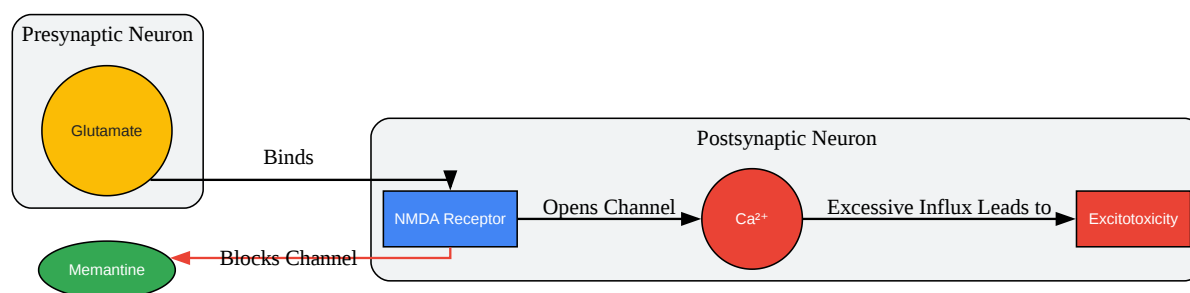 Presynaptic Neuron
Glutamate
Binds
Postsynaptic Neuron
NMDA Receptor
Opens Channel
Ca²⁺
Excessive Influx Leads to
Excitotoxicity
Blocks Channel
Memantine